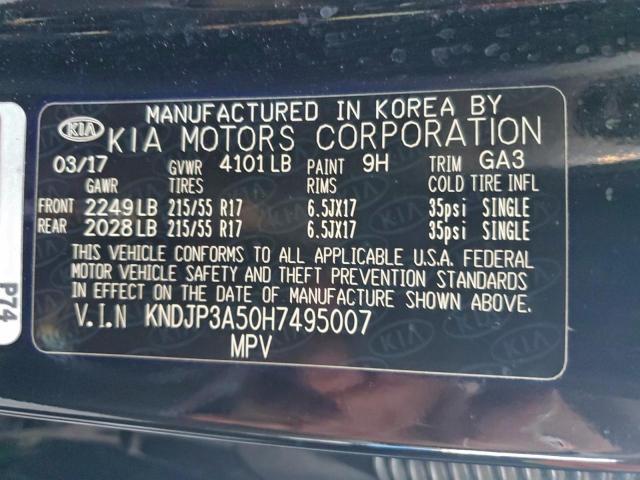 MANUFACTURED IN KOREA BY
KIA KIA MOTORS CORPORATION
03/17 GVWR 4101LB PAINT 9H TRIM GA3
GAWR TIRES RIMS COLD TIRE INFL
FRONT 2249LB 215/55 R17 6.5JX17 35psi SINGLE
REAR 2028LB 215/55 R17 6.5JX17 35psi SINGLE
THIS VEHICLE CONFORMS TO ALL APPLICABLE U.S.A. FEDERAL
MOTOR VEHICLE SAFETY AND THEFT PREVENTION STANDARDS
IN EFFECT ON THE DATE OF MANUFACTURE SHOWN ABOVE.
V.I.N KNDJP3A50H7495007
MPV
P74